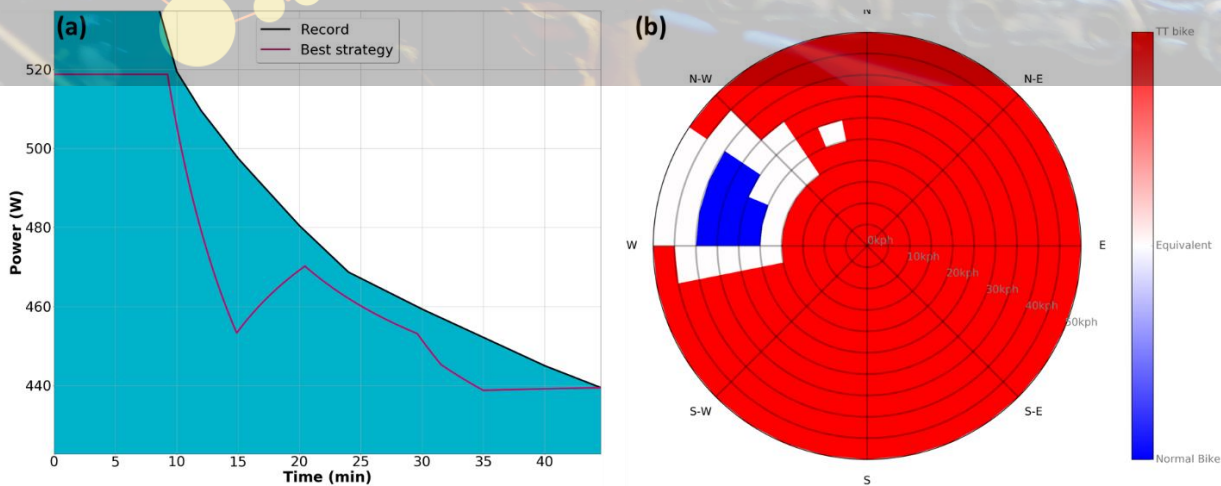 (a)
Record
Best strategy
520
500
480
460
440
Power (W)
0 5 10 15 20 25 30 35 40
Time (min)
(b)
N
N-W
N-E
W
E
S-W
S-E
S
0kph
10kph
20kph
30kph
40kph
50kph
TT bike
Equivalent
Normal Bike